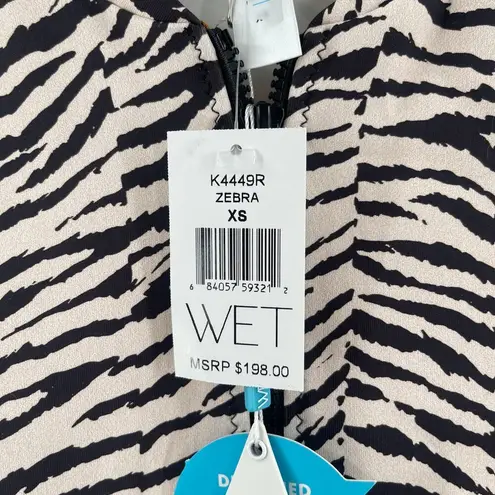 K4449R
ZEBRA
XS
6 84057 59321 2
WET
MSRP $198.00